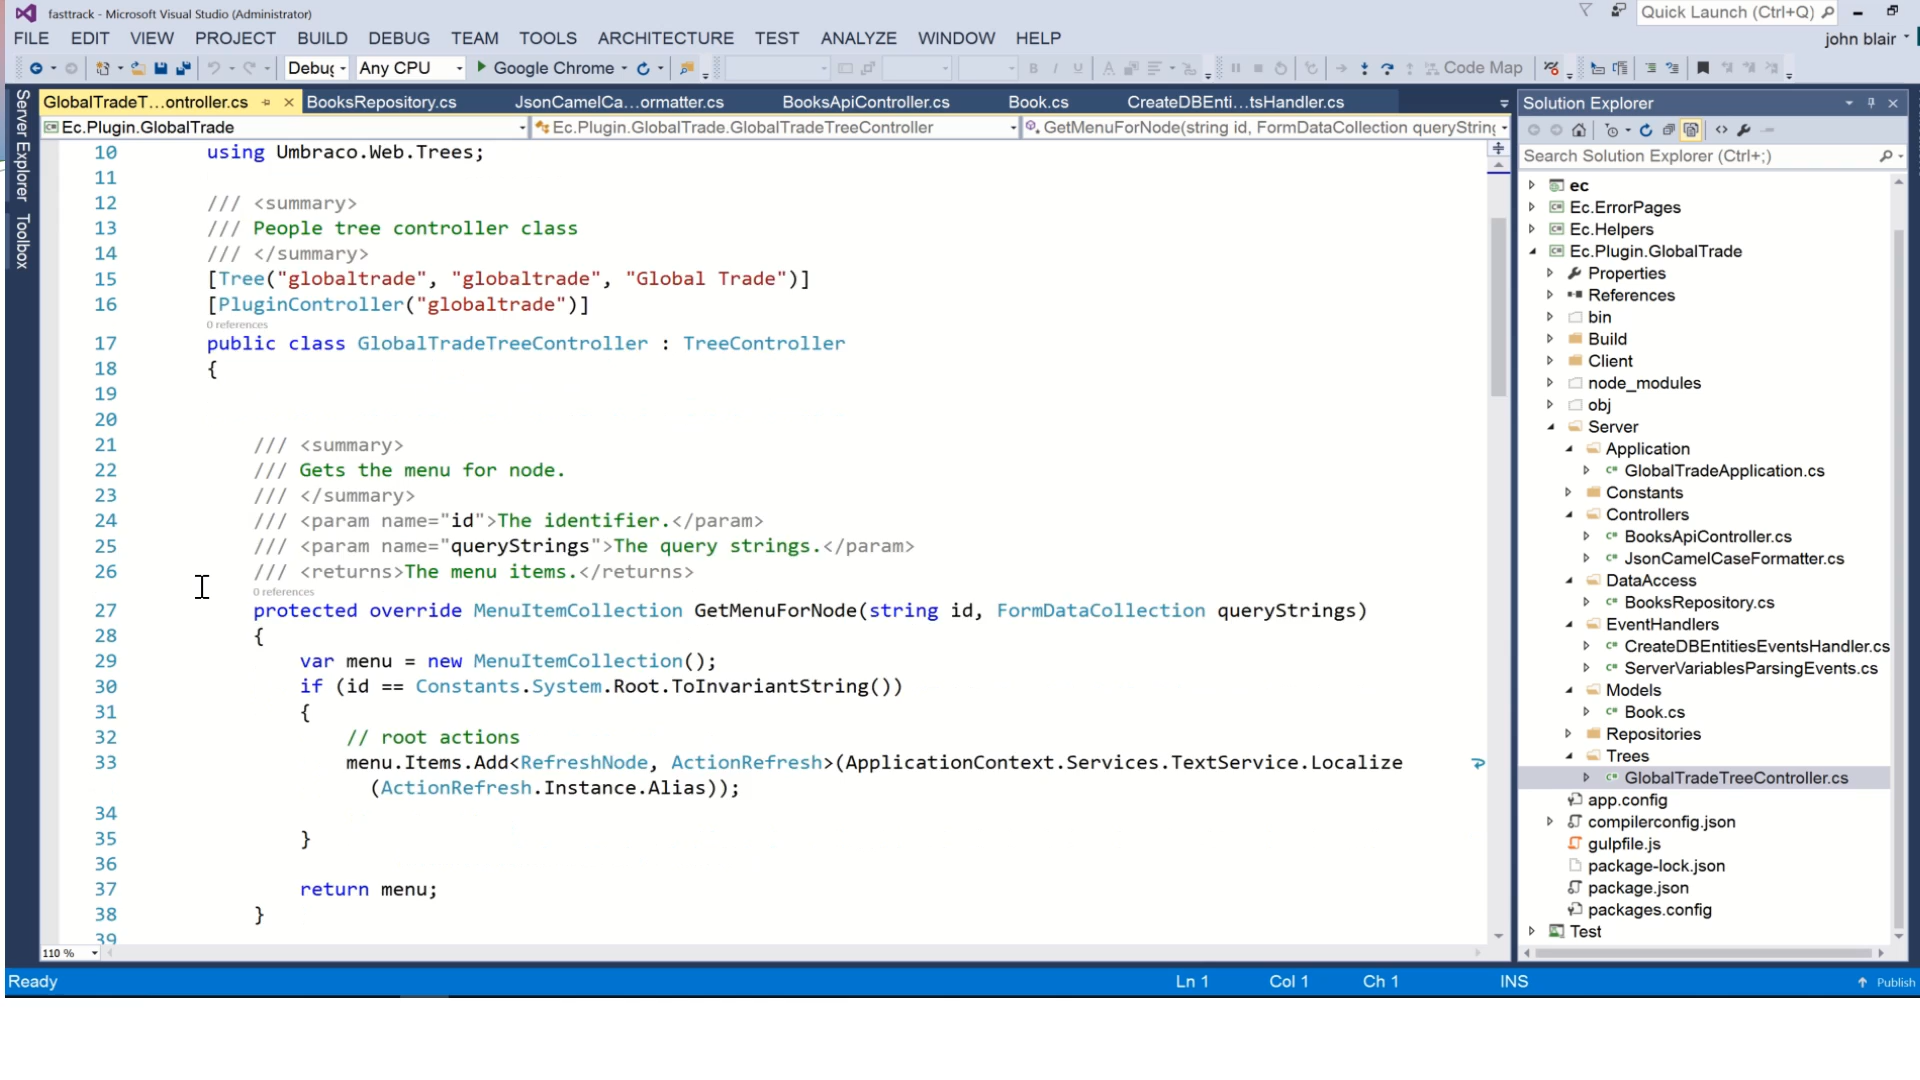 fasttrack - Microsoft Visual Studio (Administrator)
Quick Launch (Ctrl+Q)
FILE EDIT VIEW PROJECT BUILD DEBUG TEAM TOOLS ARCHITECTURE TEST ANALYZE WINDOW HELP
john blair
Debug Any CPU Google Chrome Code Map
Server Explorer
Toolbox
GlobalTradeT...ontroller.cs BooksRepository.cs JsonCamelCa...ormatter.cs BooksApiController.cs Book.cs CreateDBEnti...tsHandler.cs
Ec.Plugin.GlobalTrade Ec.Plugin.GlobalTrade.GlobalTradeTreeController GetMenuForNode(string id, FormDataCollection queryString
10 using Umbraco.Web.Trees;
11
12 /// <summary>
13 /// People tree controller class
14 /// </summary>
15 [Tree("globaltrade", "globaltrade", "Global Trade")]
16 [PluginController("globaltrade")]
0 references
17 public class GlobalTradeTreeController : TreeController
18 {
19
20
21 /// <summary>
22 /// Gets the menu for node.
23 /// </summary>
24 /// <param name="id">The identifier.</param>
25 /// <param name="queryStrings">The query strings.</param>
26 /// <returns>The menu items.</returns>
0 references
27 protected override MenuItemCollection GetMenuForNode(string id, FormDataCollection queryStrings)
28 {
29 var menu = new MenuItemCollection();
30 if (id == Constants.System.Root.ToInvariantString())
31 {
32 // root actions
33 menu.Items.Add<RefreshNode, ActionRefresh>(ApplicationContext.Services.TextService.Localize
(ActionRefresh.Instance.Alias));
34
35 }
36
37 return menu;
38 }
39
110 %
Solution Explorer
Search Solution Explorer (Ctrl+;)
ec
Ec.ErrorPages
Ec.Helpers
Ec.Plugin.GlobalTrade
Properties
References
bin
Build
Client
node_modules
obj
Server
Application
GlobalTradeApplication.cs
Constants
Controllers
BooksApiController.cs
JsonCamelCaseFormatter.cs
DataAccess
BooksRepository.cs
EventHandlers
CreateDBEntitiesEventsHandler.cs
ServerVariablesParsingEvents.cs
Models
Book.cs
Repositories
Trees
GlobalTradeTreeController.cs
app.config
compilerconfig.json
gulpfile.js
package-lock.json
package.json
packages.config
Test
Ready Ln 1 Col 1 Ch 1 INS Publish